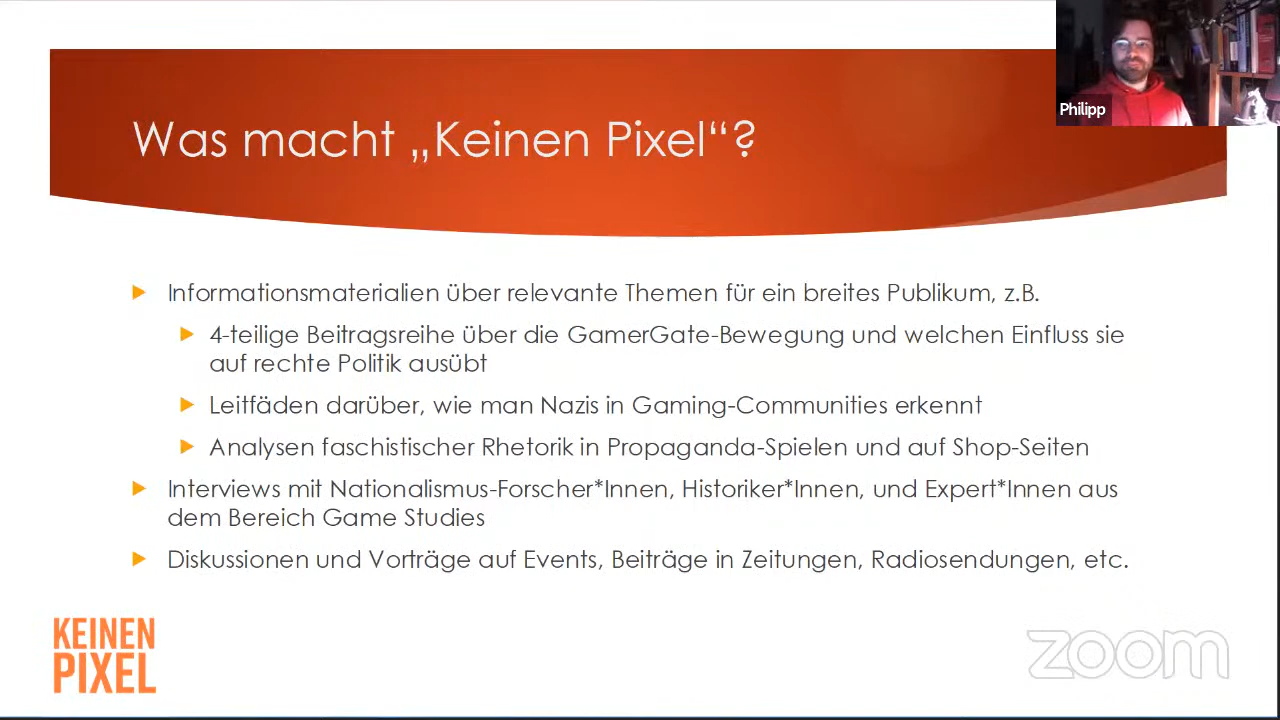 Philipp
Was macht „Keinen Pixel“?
Informationsmaterialien über relevante Themen für ein breites Publikum, z.B.
4-teilige Beitragsreihe über die GamerGate-Bewegung und welchen Einfluss sie
auf rechte Politik ausübt
Leitfäden darüber, wie man Nazis in Gaming-Communities erkennt
Analysen faschistischer Rhetorik in Propaganda-Spielen und auf Shop-Seiten
Interviews mit Nationalismus-Forscher*Innen, Historiker*Innen, und Expert*Innen aus
dem Bereich Game Studies
Diskussionen und Vorträge auf Events, Beiträge in Zeitungen, Radiosendungen, etc.
KEINEN
PIXEL
zoom